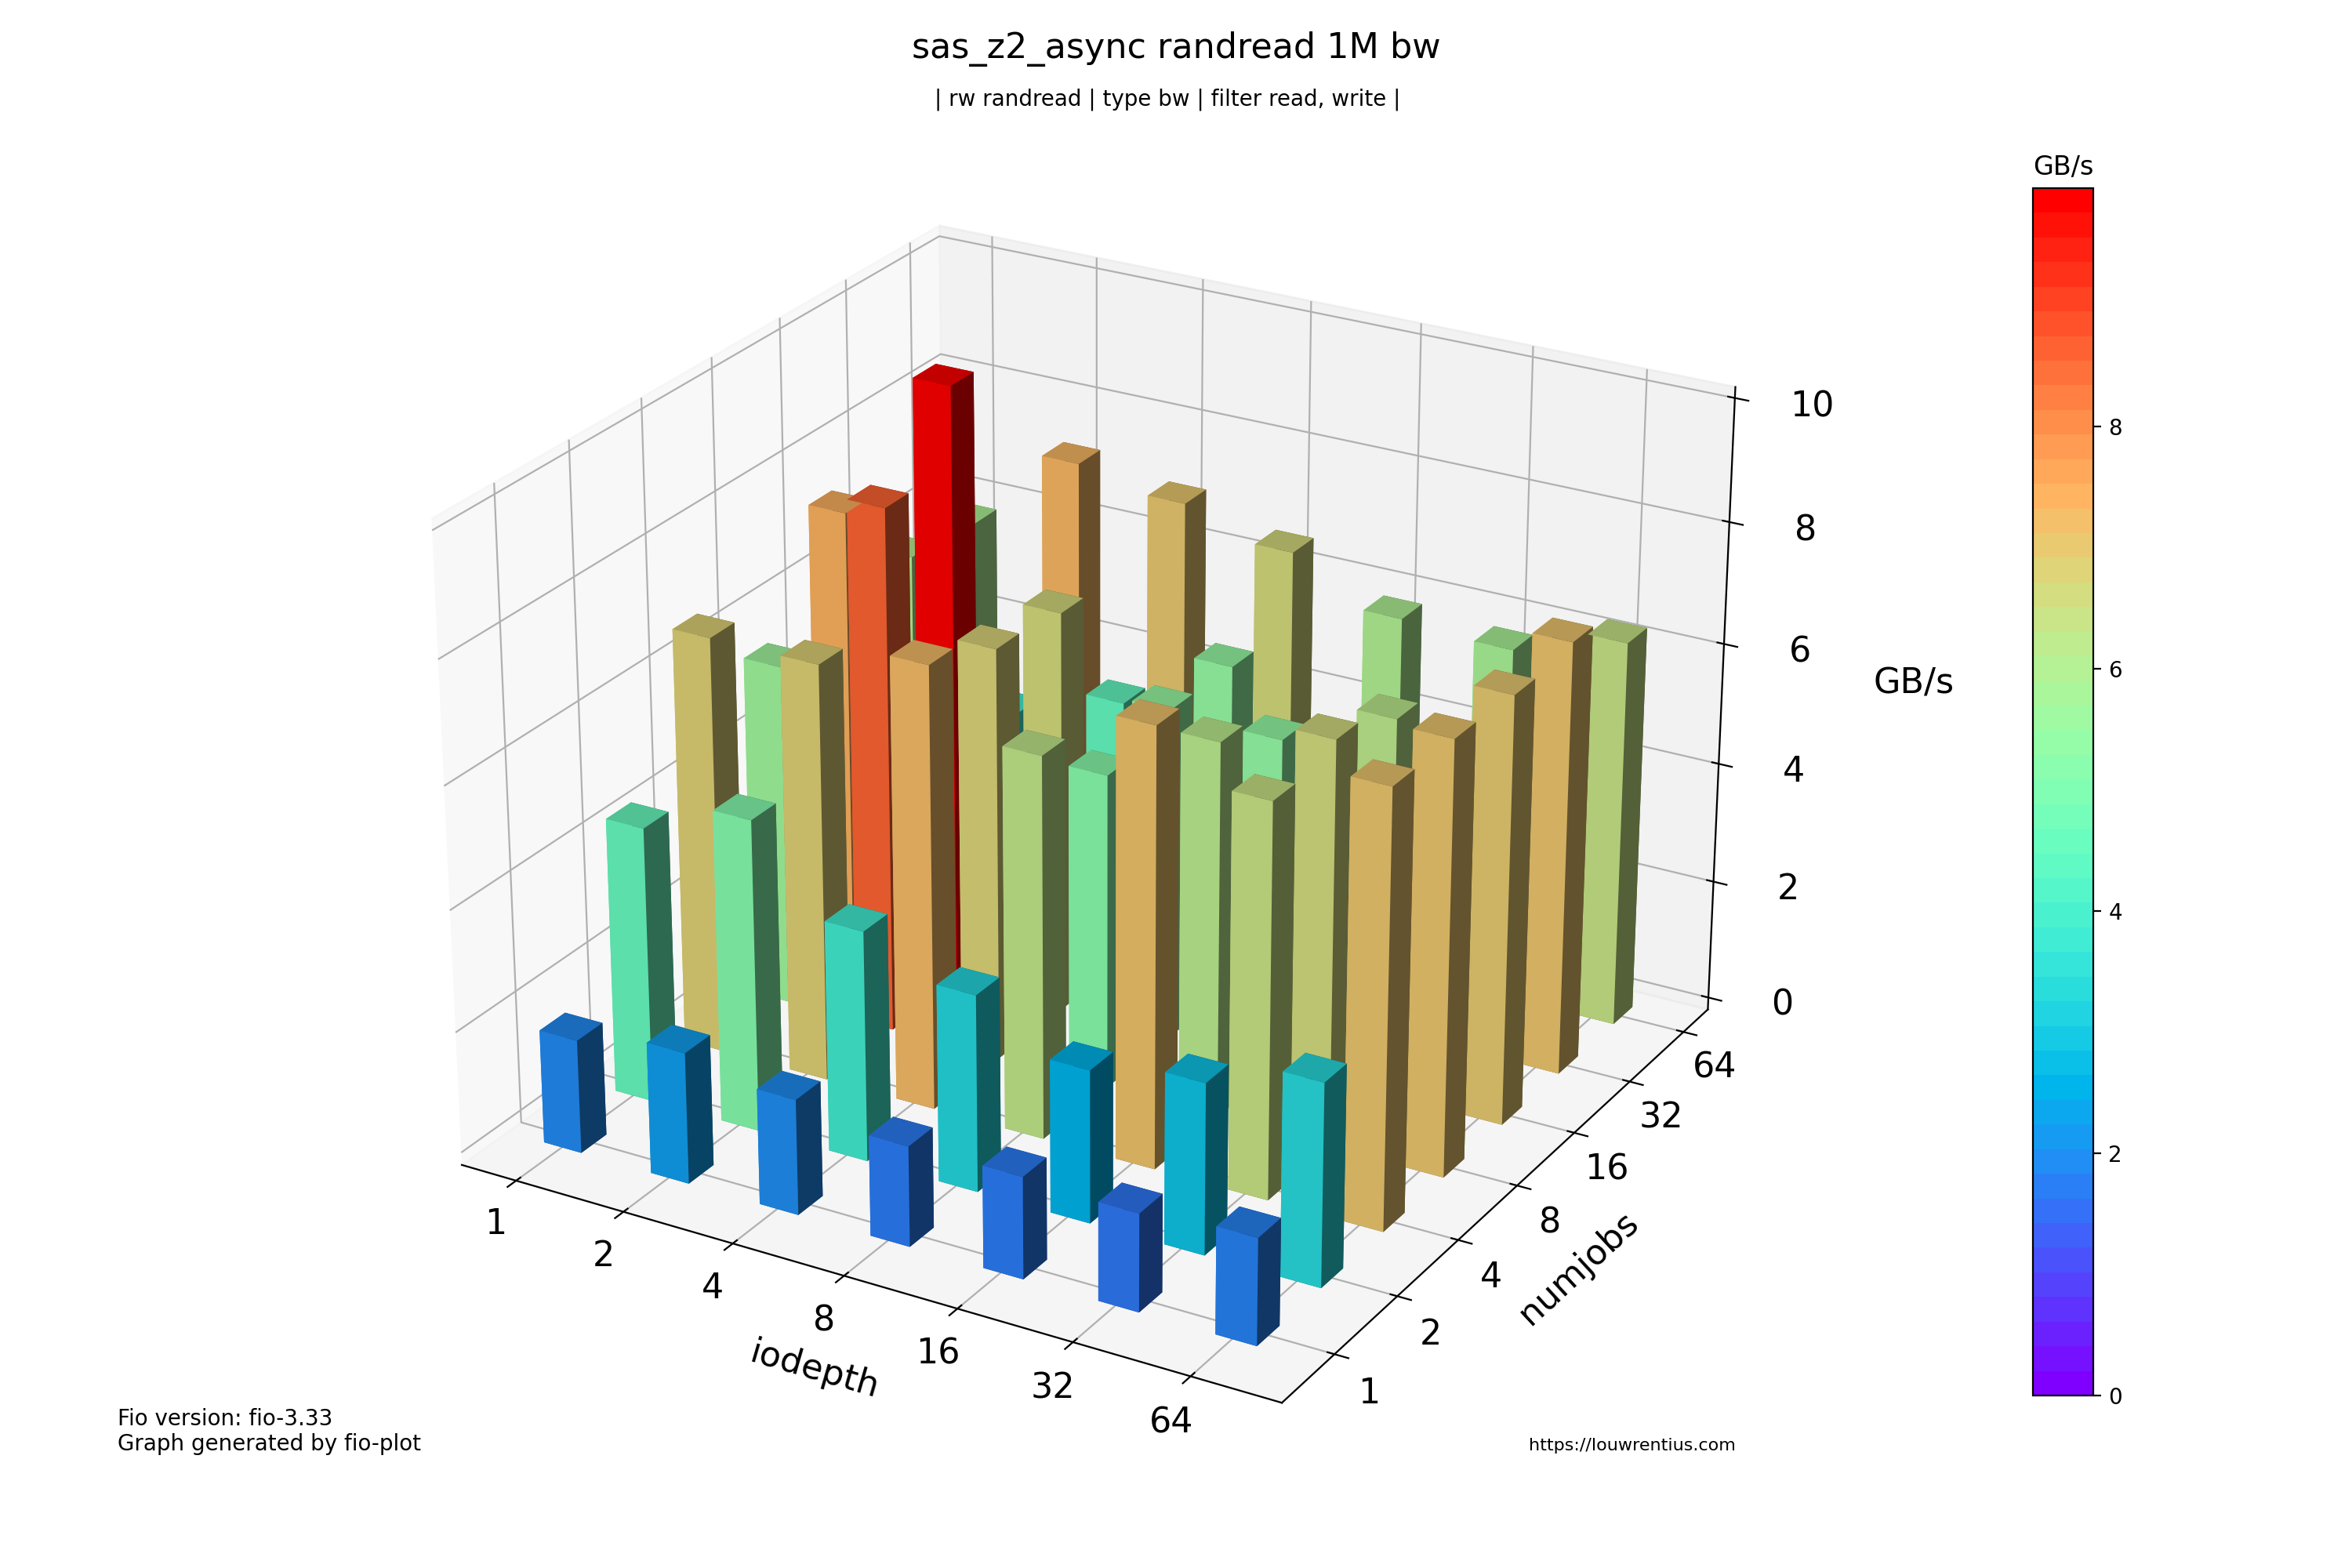 sas_z2_async randread 1M bw
| rw randread | type bw | filter read, write |
GB/s
10
8
6
4
2
0
GB/s
8
6
4
2
0
64
32
16
8
4
2
1
numjobs
1
2
4
8
16
32
64
iodepth
Fio version: fio-3.33
Graph generated by fio-plot
https://louwrentius.com